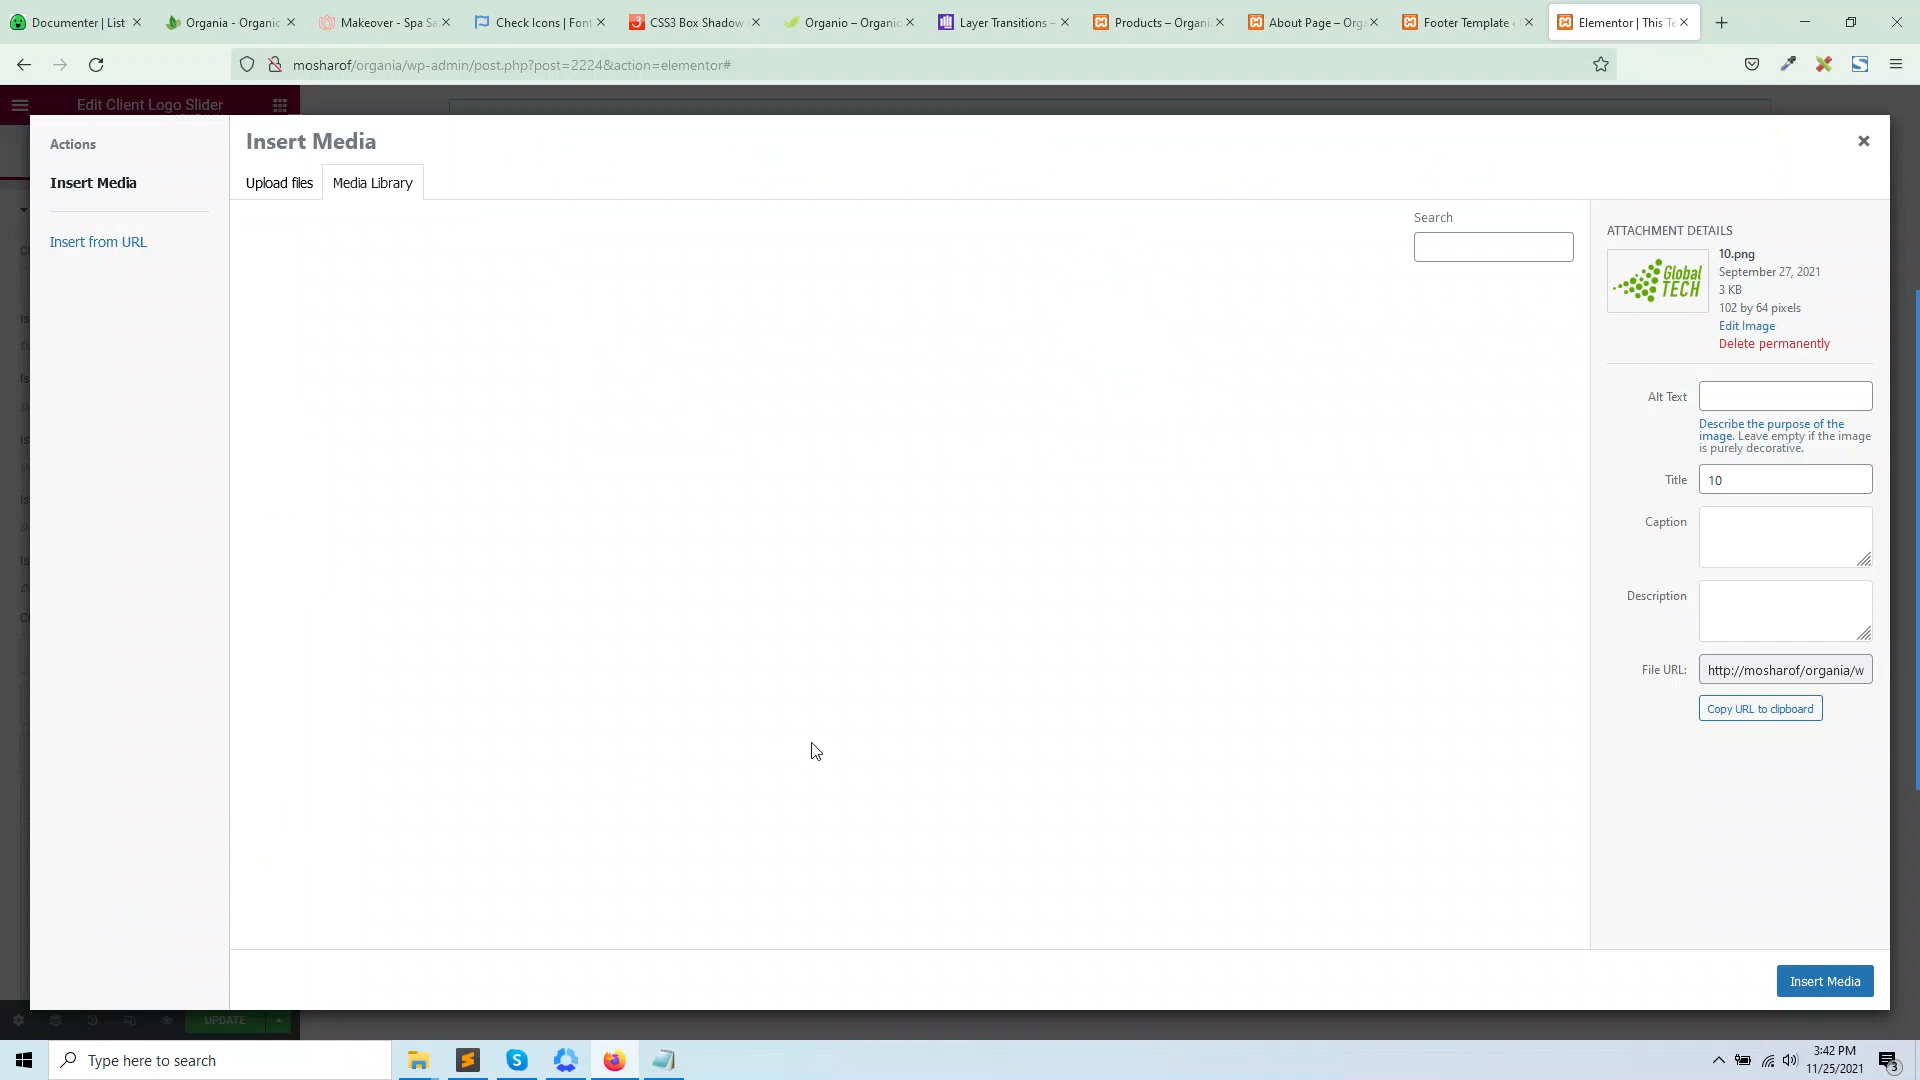 Documenter | List
Organia - Organic
Makeover - Spa Sa
Check Icons | Font
CSS3 Box Shadow
Organio – Organic
Layer Transitions –
Products – Organi
About Page – Orga
Footer Template ‹
Elementor | This Te
mosharof/organia/wp-admin/post.php?post=2224&action=elementor#
Edit Client Logo Slider
Actions
Insert Media
Insert from URL
Insert Media
Upload files
Media Library
Search
ATTACHMENT DETAILS
Global
TECH
10.png
September 27, 2021
3 KB
102 by 64 pixels
Edit Image
Delete permanently
Alt Text
Describe the purpose of the
image. Leave empty if the image
is purely decorative.
Title
10
Caption
Description
File URL:
http://mosharof/organia/w
Copy URL to clipboard
Insert Media
UPDATE
Type here to search
3:42 PM
11/25/2021
3